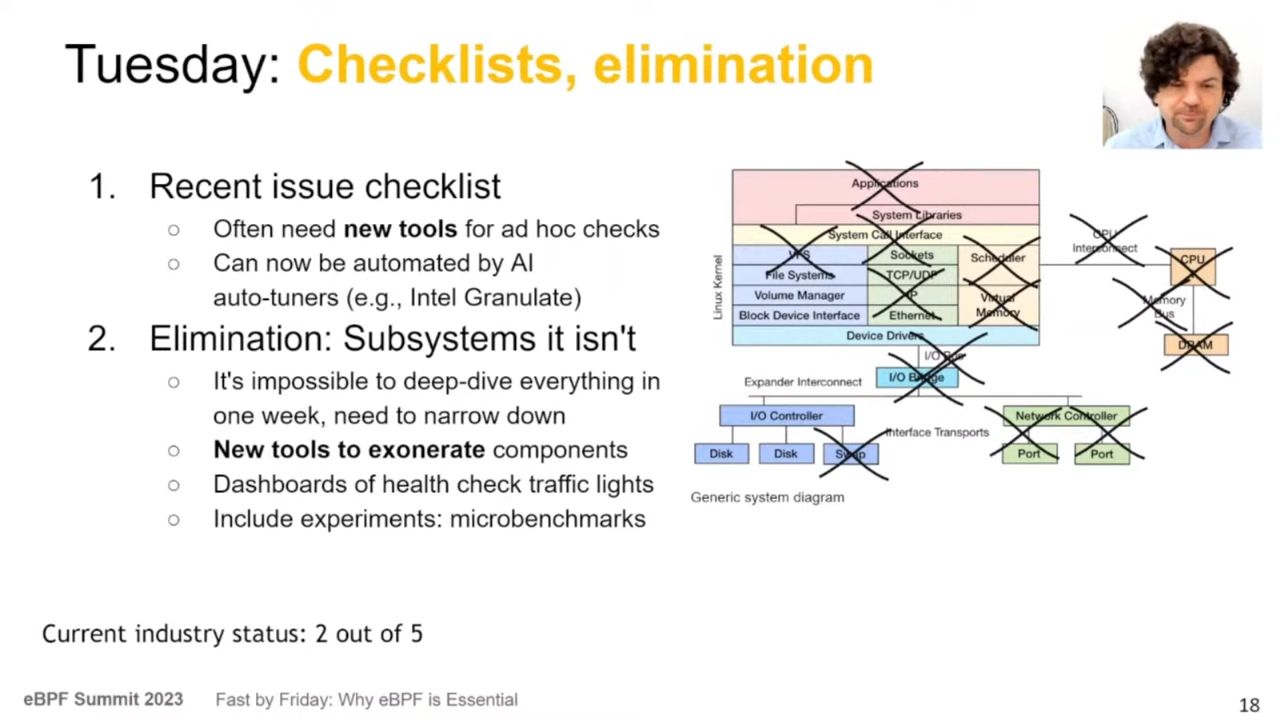 Tuesday: Checklists, elimination
1. Recent issue checklist
○ Often need new tools for ad hoc checks
○ Can now be automated by AI
auto-tuners (e.g., Intel Granulate)
2. Elimination: Subsystems it isn't
○ It's impossible to deep-dive everything in
one week, need to narrow down
○ New tools to exonerate components
○ Dashboards of health check traffic lights
○ Include experiments: microbenchmarks
Linux Kernel
Applications
System Libraries
System Call Interface
VFS
Sockets
Scheduler
File Systems
TCP/UDP
Volume Manager
IP
Virtual
Memory
Block Device Interface
Ethernet
Device Drivers
CPU
Interconnect
CPU
Memory
Bus
DRAM
I/O Bus
I/O Bridge
Expander Interconnect
I/O Controller
Network Controller
Interface Transports
Disk
Disk
Swap
Port
Port
Generic system diagram
Current industry status: 2 out of 5
eBPF Summit 2023
Fast by Friday: Why eBPF is Essential
18